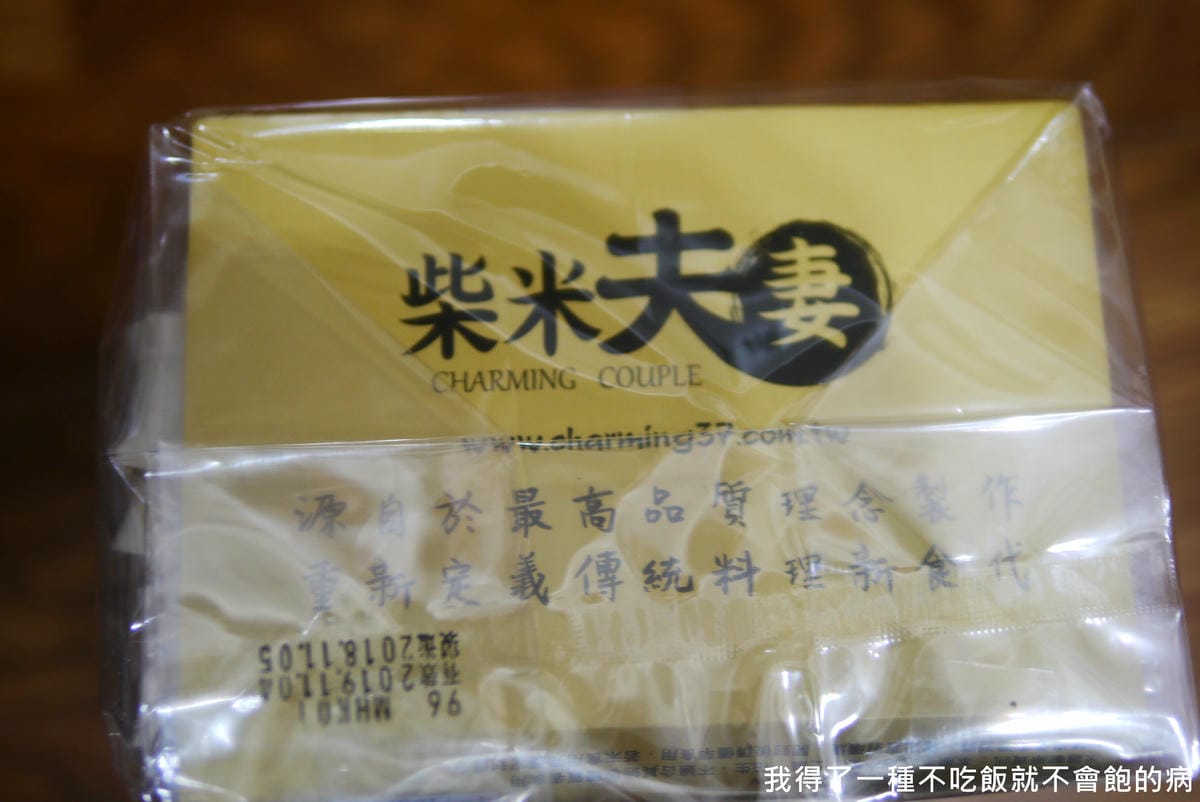 柴米夫妻
CHARMING COUPLE
www.charming37.com.tw
源自於最高品質理念製作
重新定義傳統料理新食代
製造2018.11.05
有效2019.11.04
96 MHK01
我得了一種不吃飯就不會飽的病